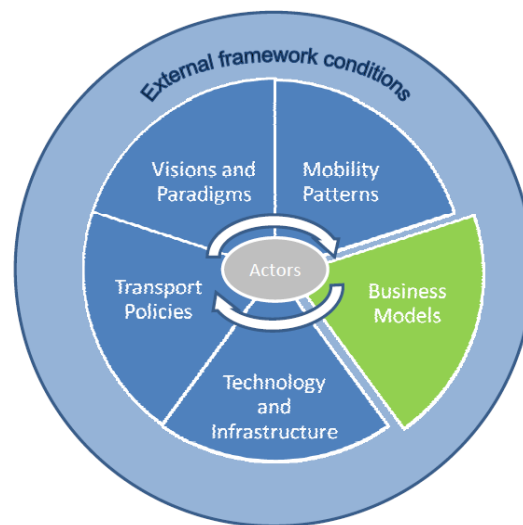 External framework conditions
Visions and
Paradigms
Mobility
Patterns
Actors
Transport
Policies
Business
Models
Technology
and
Infrastructure